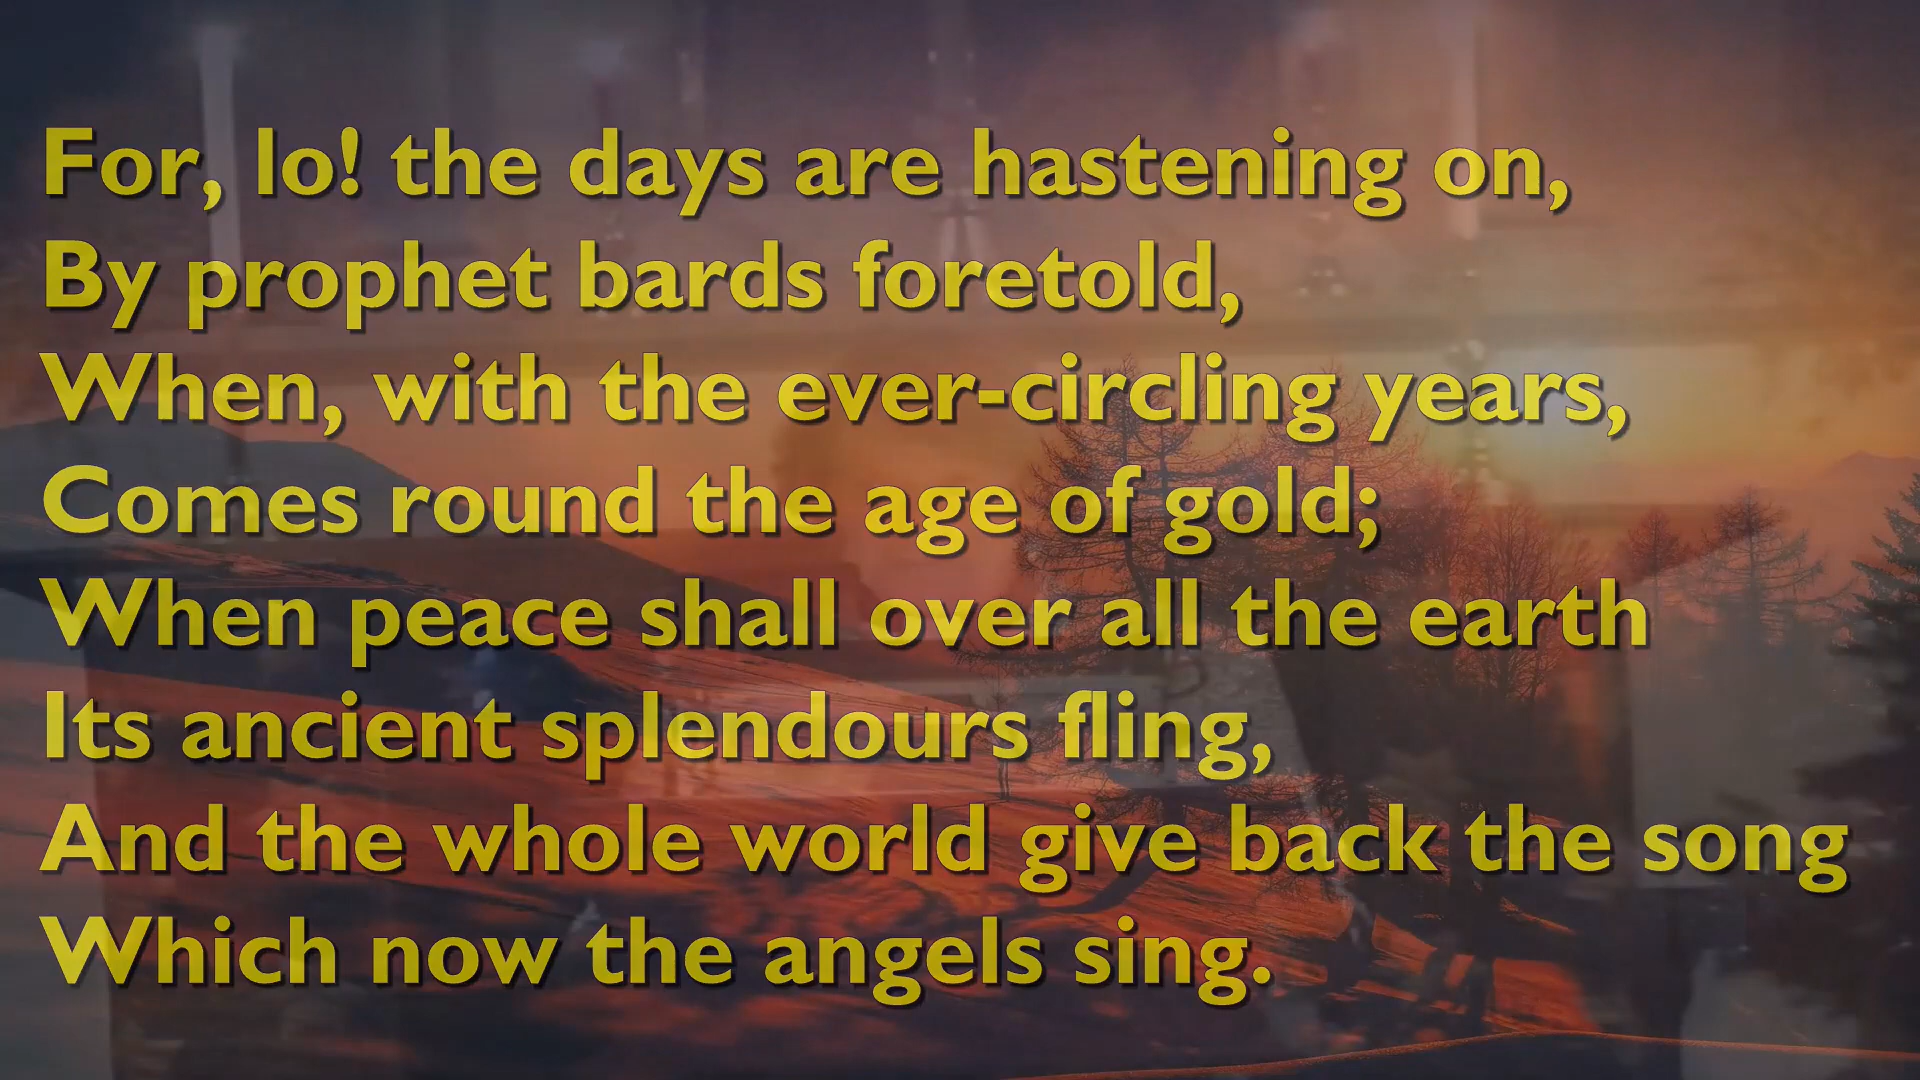 For, lo! the days are hastening on,
By prophet bards foretold,
When, with the ever-circling years,
Comes round the age of gold;
When peace shall over all the earth
Its ancient splendours fling,
And the whole world give back the song
Which now the angels sing.